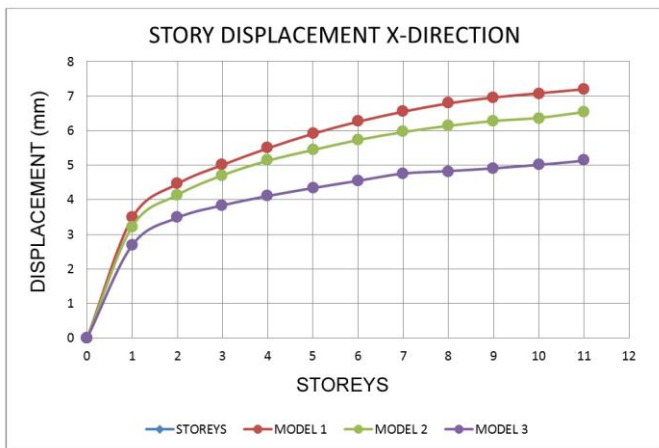 STORY DISPLACEMENT X-DIRECTION
8
7
6
5
4
3
2
1
0
DISPLACEMENT (mm)
0 1 2 3 4 5 6 7 8 9 10 11 12
STOREYS
STOREYS MODEL 1 MODEL 2 MODEL 3